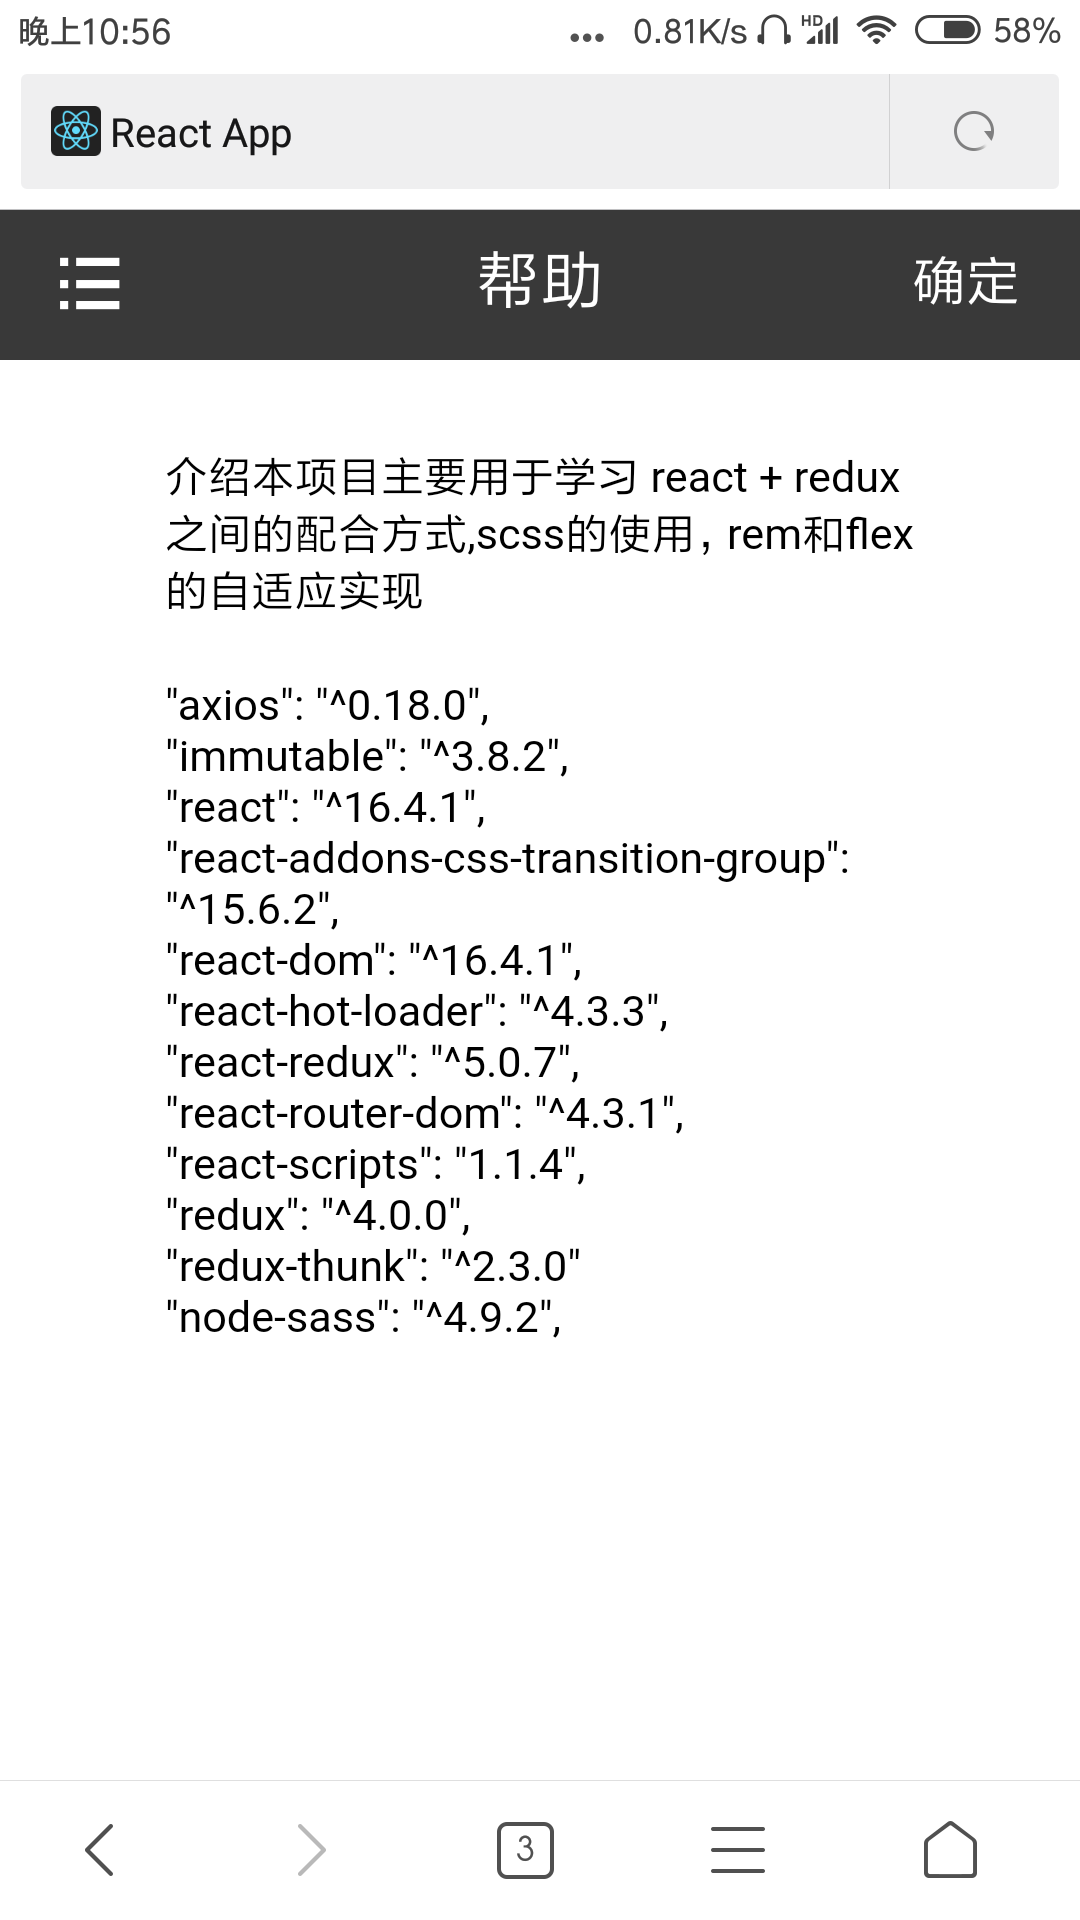 晚上10:56
... 0.81K/s HD 58%
React App
帮助 确定
介绍本项目主要用于学习 react + redux
之间的配合方式,scss的使用，rem和flex
的自适应实现
"axios": "^0.18.0",
"immutable": "^3.8.2",
"react": "^16.4.1",
"react-addons-css-transition-group":
"^15.6.2",
"react-dom": "^16.4.1",
"react-hot-loader": "^4.3.3",
"react-redux": "^5.0.7",
"react-router-dom": "^4.3.1",
"react-scripts": "1.1.4",
"redux": "^4.0.0",
"redux-thunk": "^2.3.0"
"node-sass": "^4.9.2",
3